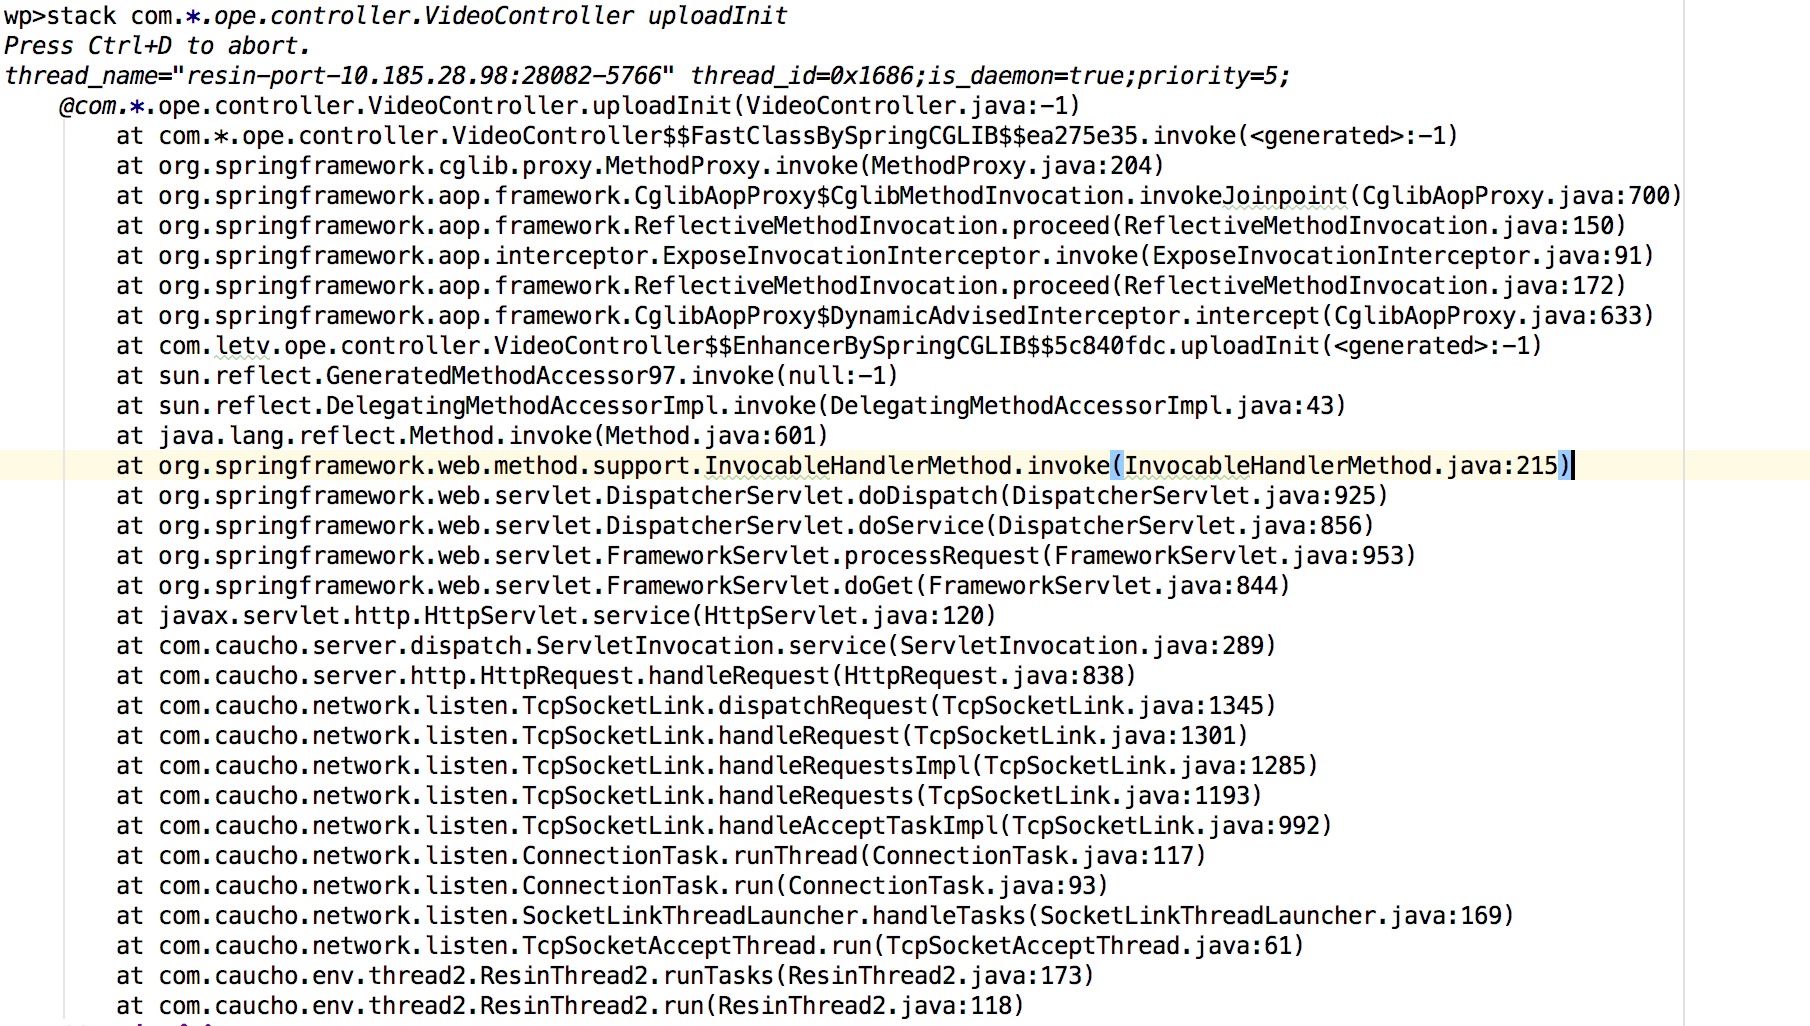 wp>stack com.*.ope.controller.VideoController uploadInit
Press Ctrl+D to abort.
thread_name="resin-port-10.185.28.98:28082-5766" thread_id=0x1686;is_daemon=true;priority=5;
@com.*.ope.controller.VideoController.uploadInit(VideoController.java:-1)
at com.*.ope.controller.VideoController$$FastClassBySpringCGLIB$$ea275e35.invoke(<generated>:-1)
at org.springframework.cglib.proxy.MethodProxy.invoke(MethodProxy.java:204)
at org.springframework.aop.framework.CglibAopProxy$CglibMethodInvocation.invokeJoinpoint(CglibAopProxy.java:700)
at org.springframework.aop.framework.ReflectiveMethodInvocation.proceed(ReflectiveMethodInvocation.java:150)
at org.springframework.aop.interceptor.ExposeInvocationInterceptor.invoke(ExposeInvocationInterceptor.java:91)
at org.springframework.aop.framework.ReflectiveMethodInvocation.proceed(ReflectiveMethodInvocation.java:172)
at org.springframework.aop.framework.CglibAopProxy$DynamicAdvisedInterceptor.intercept(CglibAopProxy.java:633)
at com.letv.ope.controller.VideoController$$EnhancerBySpringCGLIB$$5c840fdc.uploadInit(<generated>:-1)
at sun.reflect.GeneratedMethodAccessor97.invoke(null:-1)
at sun.reflect.DelegatingMethodAccessorImpl.invoke(DelegatingMethodAccessorImpl.java:43)
at java.lang.reflect.Method.invoke(Method.java:601)
at org.springframework.web.method.support.InvocableHandlerMethod.invoke(InvocableHandlerMethod.java:215)
at org.springframework.web.servlet.DispatcherServlet.doDispatch(DispatcherServlet.java:925)
at org.springframework.web.servlet.DispatcherServlet.doService(DispatcherServlet.java:856)
at org.springframework.web.servlet.FrameworkServlet.processRequest(FrameworkServlet.java:953)
at org.springframework.web.servlet.FrameworkServlet.doGet(FrameworkServlet.java:844)
at javax.servlet.http.HttpServlet.service(HttpServlet.java:120)
at com.caucho.server.dispatch.ServletInvocation.service(ServletInvocation.java:289)
at com.caucho.server.http.HttpRequest.handleRequest(HttpRequest.java:838)
at com.caucho.network.listen.TcpSocketLink.dispatchRequest(TcpSocketLink.java:1345)
at com.caucho.network.listen.TcpSocketLink.handleRequest(TcpSocketLink.java:1301)
at com.caucho.network.listen.TcpSocketLink.handleRequestsImpl(TcpSocketLink.java:1285)
at com.caucho.network.listen.TcpSocketLink.handleRequests(TcpSocketLink.java:1193)
at com.caucho.network.listen.TcpSocketLink.handleAcceptTaskImpl(TcpSocketLink.java:992)
at com.caucho.network.listen.ConnectionTask.runThread(ConnectionTask.java:117)
at com.caucho.network.listen.ConnectionTask.run(ConnectionTask.java:93)
at com.caucho.network.listen.SocketLinkThreadLauncher.handleTasks(SocketLinkThreadLauncher.java:169)
at com.caucho.network.listen.TcpSocketAcceptThread.run(TcpSocketAcceptThread.java:61)
at com.caucho.env.thread2.ResinThread2.runTasks(ResinThread2.java:173)
at com.caucho.env.thread2.ResinThread2.run(ResinThread2.java:118)